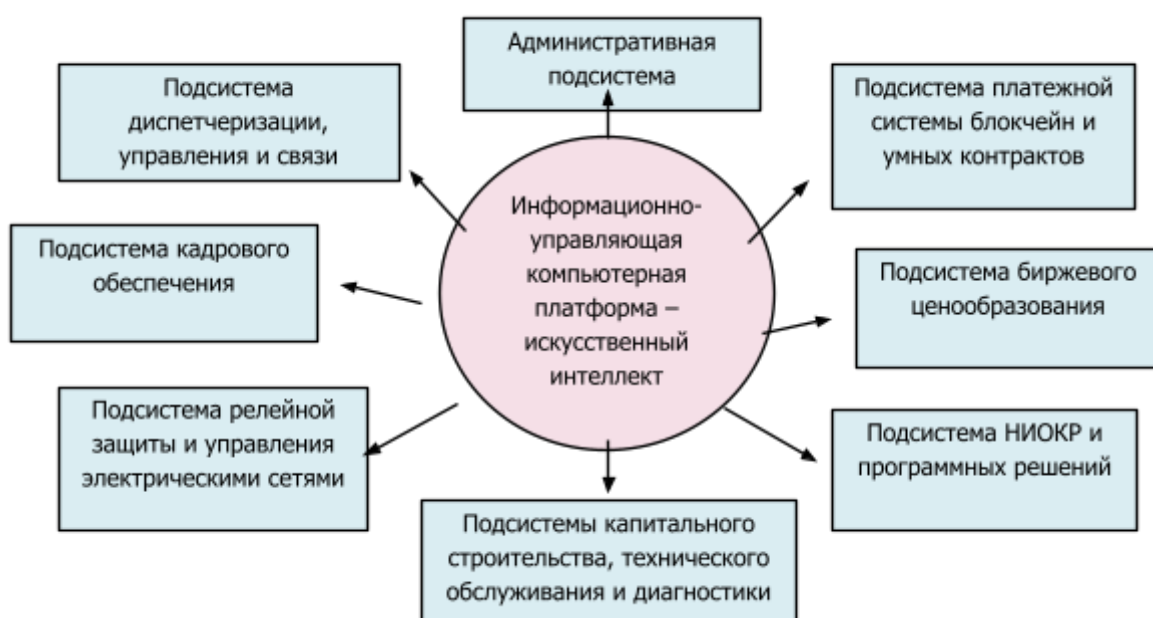 Административная
подсистема
Подсистема
диспетчеризации,
управления и связи
Подсистема платежной
системы блокчейн и
умных контрактов
Информационно-
управляющая
компьютерная
платформа –
искусственный
интеллект
Подсистема кадрового
обеспечения
Подсистема биржевого
ценообразования
Подсистема релейной
защиты и управления
электрическими сетями
Подсистема НИОКР и
программных решений
Подсистемы капитального
строительства, технического
обслуживания и диагностики